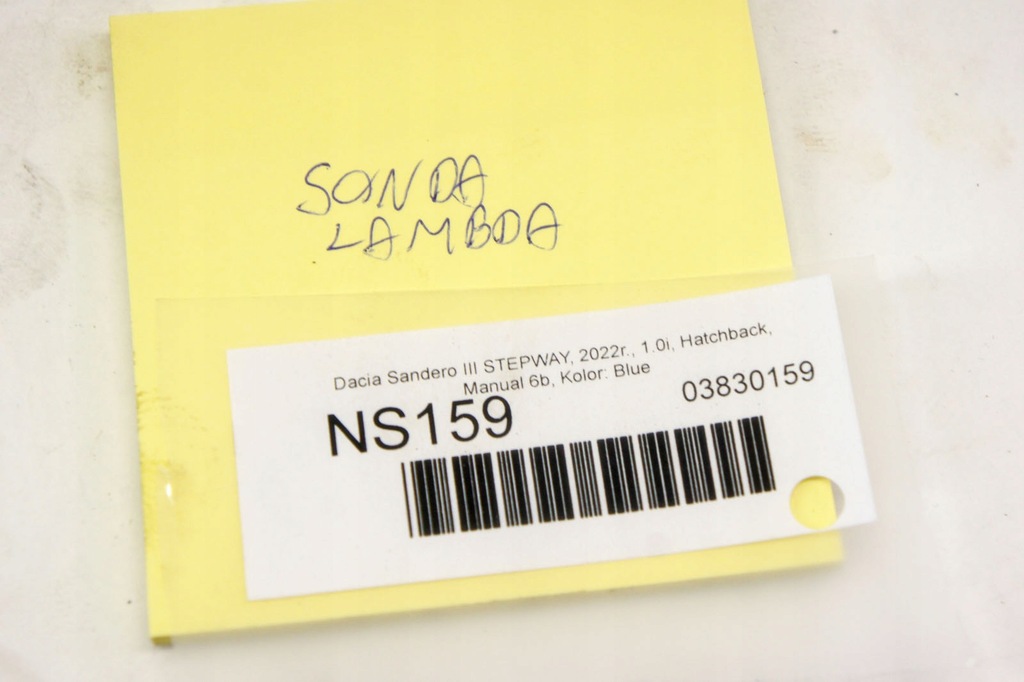 SONDA
LAMBDA
Dacia Sandero III STEPWAY, 2022r., 1.0i, Hatchback,
Manual 6b, Kolor: Blue
NS159
03830159